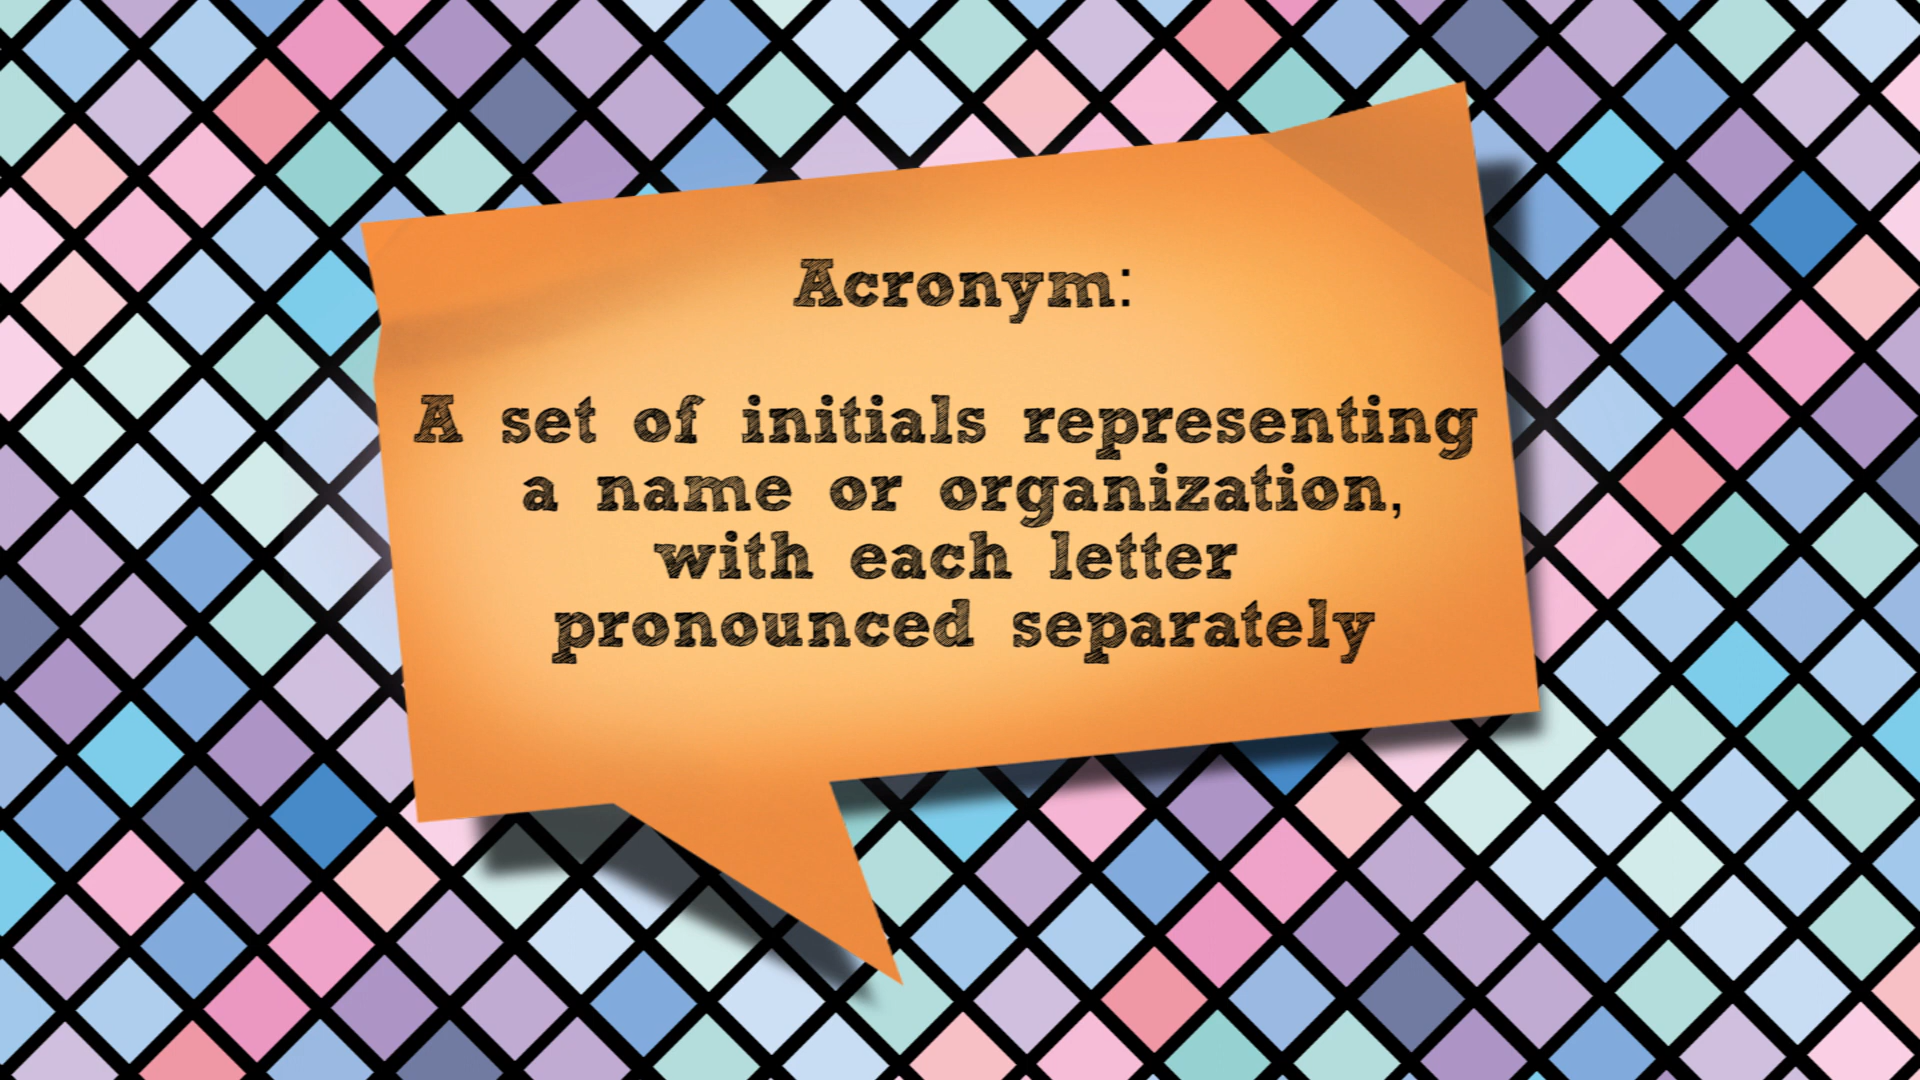 Acronym:
A set of initials representing
a name or organization,
with each letter
pronounced separately